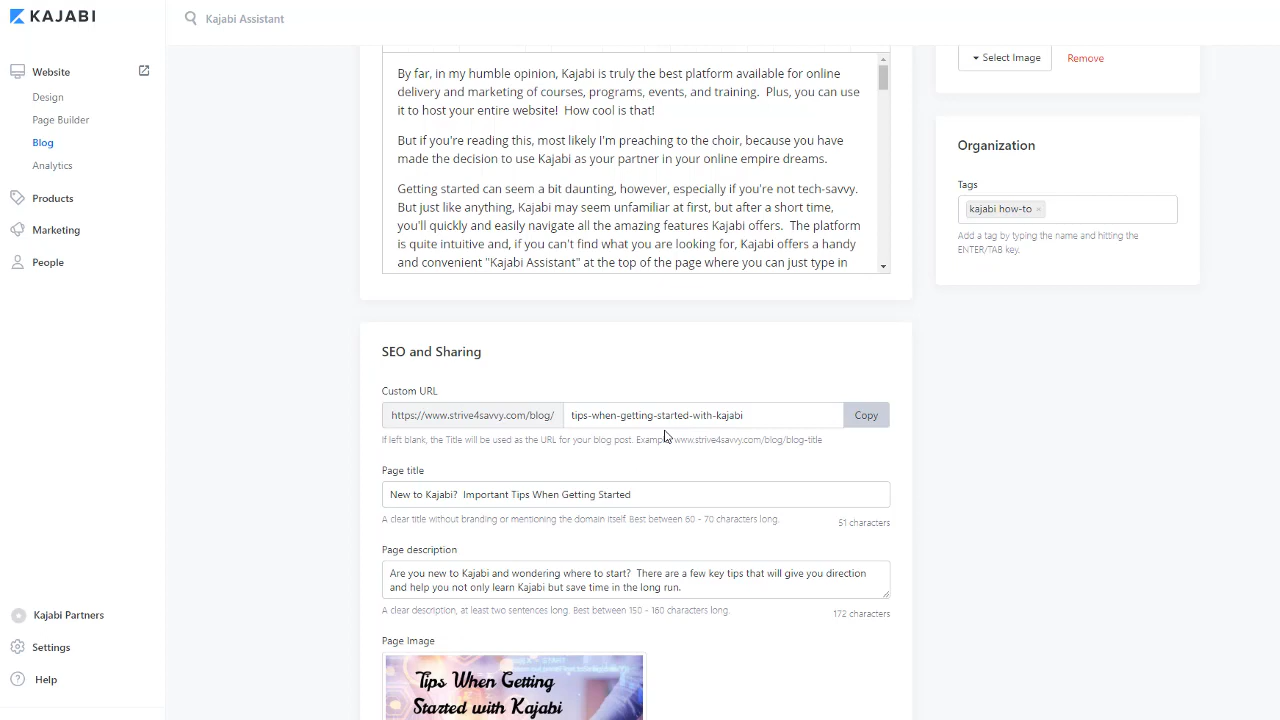 KAJABI
Kajabi Assistant
Website
Design
Page Builder
Blog
Analytics
Products
Marketing
People
Kajabi Partners
Settings
Help
By far, in my humble opinion, Kajabi is truly the best platform available for online
delivery and marketing of courses, programs, events, and training.  Plus, you can use
it to host your entire website!  How cool is that!
But if you're reading this, most likely I'm preaching to the choir, because you have
made the decision to use Kajabi as your partner in your online empire dreams.
Getting started can seem a bit daunting, however, especially if you're not tech-savvy.
But just like anything, Kajabi may seem unfamiliar at first, but after a short time,
you'll quickly and easily navigate all the amazing features Kajabi offers.  The platform
is quite intuitive and, if you can't find what you are looking for, Kajabi offers a handy
and convenient "Kajabi Assistant" at the top of the page where you can just type in
SEO and Sharing
Custom URL
https://www.strive4savvy.com/blog/ tips-when-getting-started-with-kajabi Copy
If left blank, the Title will be used as the URL for your blog post. Example www.strive4savvy.com/blog/blog-title
Page title
New to Kajabi?  Important Tips When Getting Started
A clear title without branding or mentioning the domain itself. Best between 60 - 70 characters long. 51 characters
Page description
Are you new to Kajabi and wondering where to start?  There are a few key tips that will give you direction
and help you not only learn Kajabi but save time in the long run.
A clear description, at least two sentences long. Best between 150 - 160 characters long. 172 characters
Page Image
Tips When Getting
Started with Kajabi
Select Image Remove
Organization
Tags
kajabi how-to ×
Add a tag by typing the name and hitting the
ENTER/TAB key.